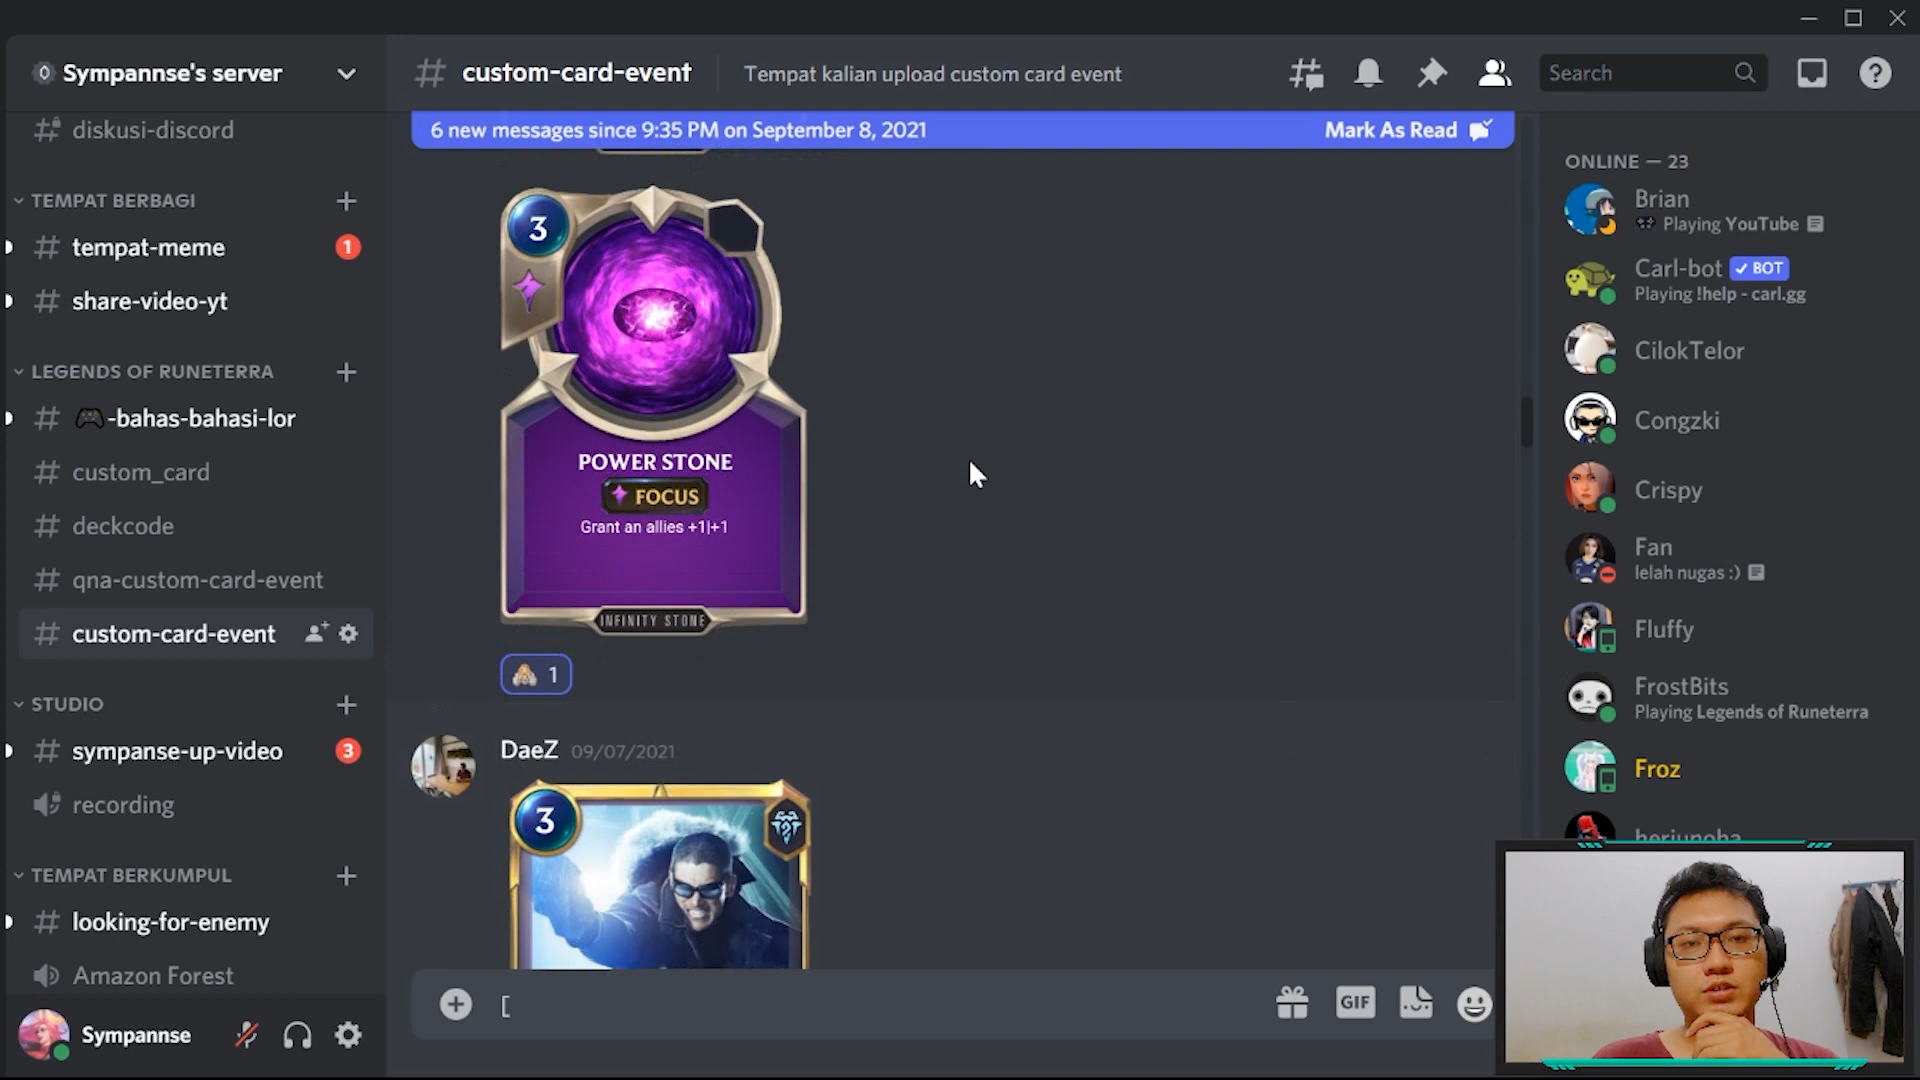 Sympannse's server
diskusi-discord
TEMPAT BERBAGI
tempat-meme
1
share-video-yt
LEGENDS OF RUNETERRA
-bahas-bahasi-lor
custom_card
deckcode
qna-custom-card-event
custom-card-event
STUDIO
sympanse-up-video
3
recording
TEMPAT BERKUMPUL
looking-for-enemy
Amazon Forest
Sympannse
custom-card-event
Tempat kalian upload custom card event
Search
6 new messages since 9:35 PM on September 8, 2021
Mark As Read
3
POWER STONE
FOCUS
Grant an allies +1|+1
INFINITY STONE
1
DaeZ 09/07/2021
3
[
GIF
ONLINE — 23
Brian
Playing YouTube
Carl-bot BOT
Playing !help - carl.gg
CilokTelor
Congzki
Crispy
Fan
lelah nugas :)
Fluffy
FrostBits
Playing Legends of Runeterra
Froz